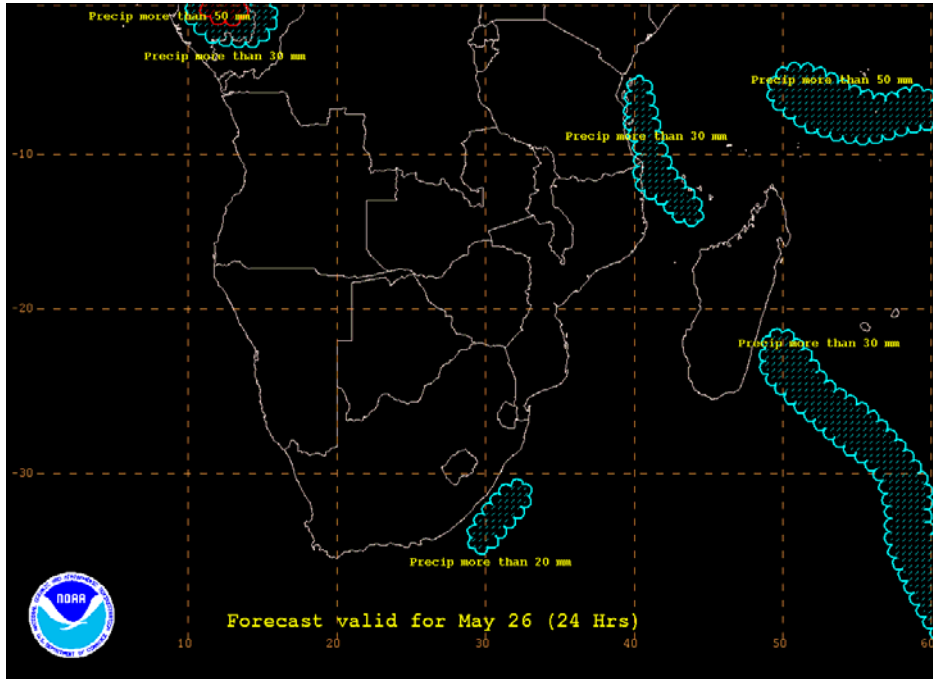 Precip more than 50 mm
Precip more than 30 mm
Precip more than 50 mm
Precip more than 30 mm
-10
-20
Precip more than 30 mm
-30
Precip more than 20 mm
NOAA
Forecast valid for May 26 (24 Hrs)
10
20
30
40
50
60